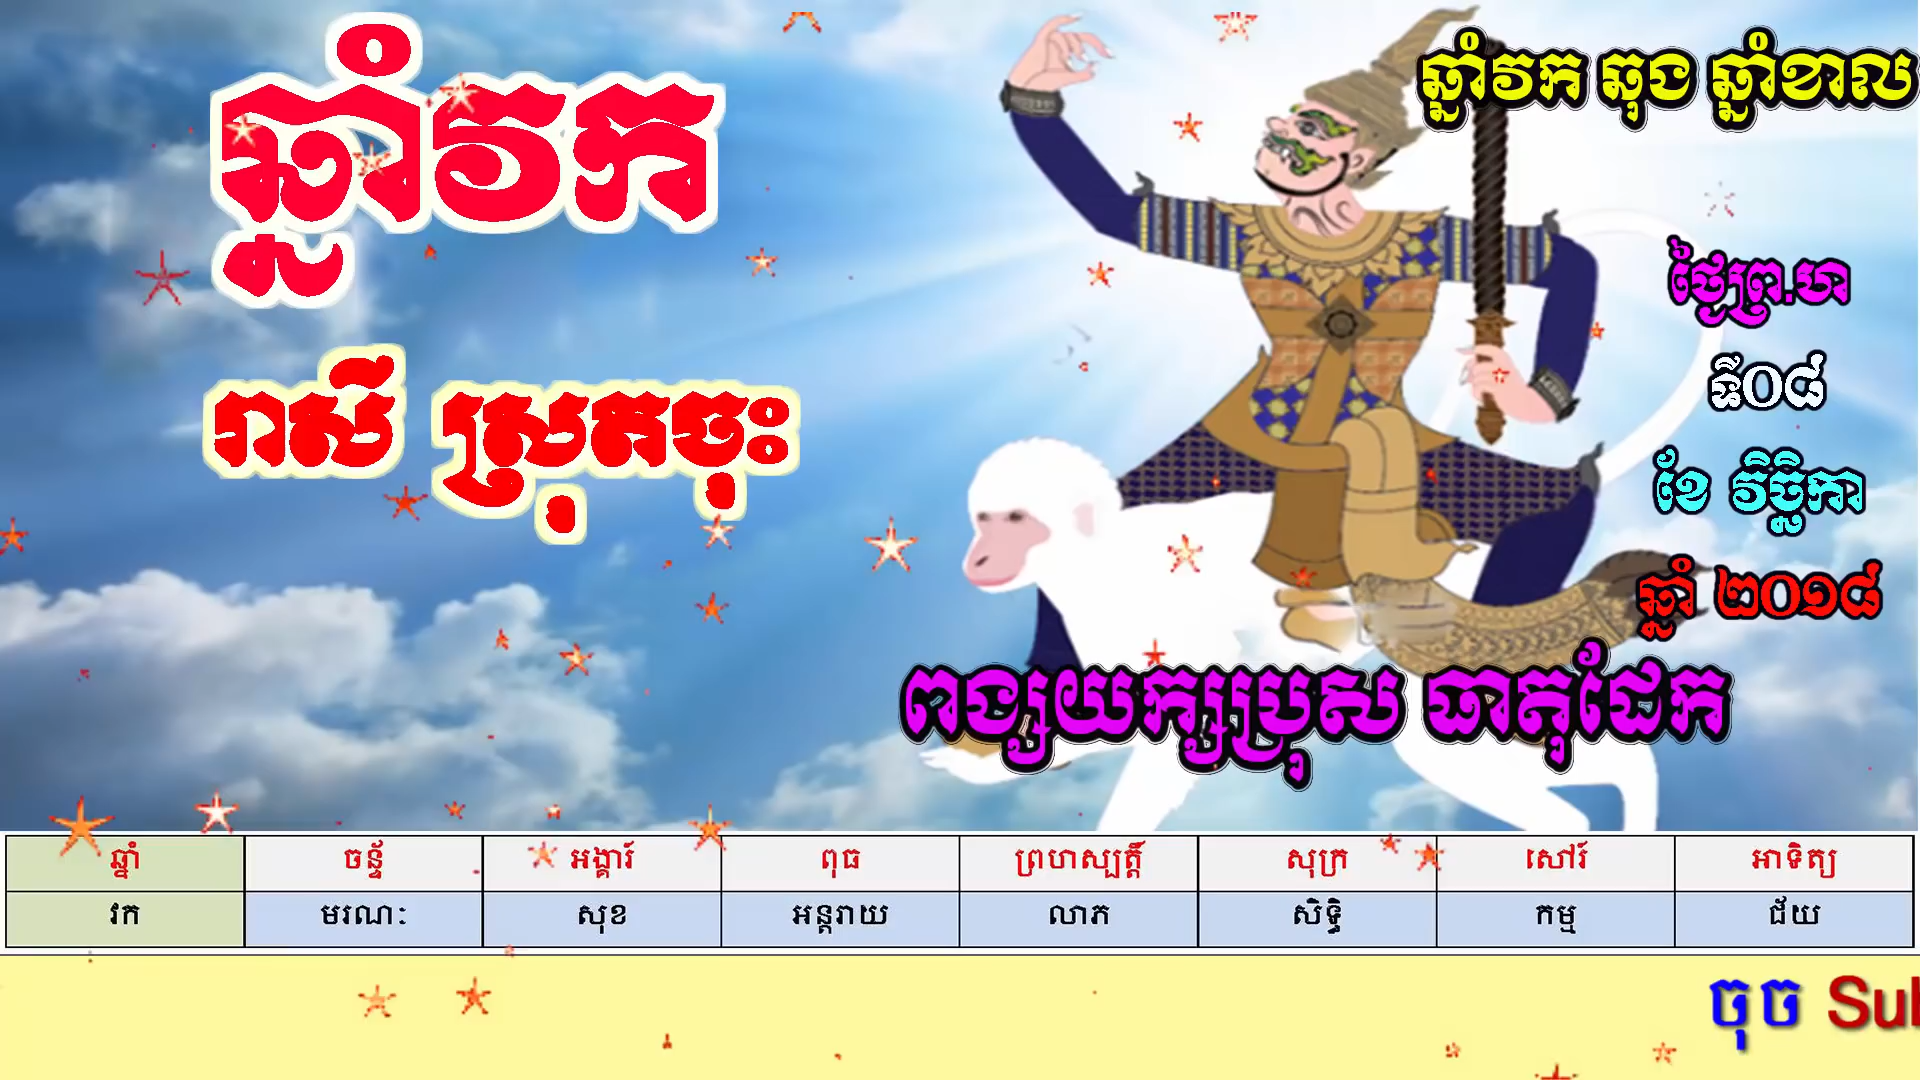 ឆ្នាំវក ឆុង ឆ្នាំខាល
ឆ្នាំវក
ថ្ងៃព្រ.ហ
ទី០៨
រាសី ស្រុតចុះ
ខែ វិច្ឆិកា
ឆ្នាំ ២០១៨
ពង្សយក្សប្រុស ធាតុដែក
ឆ្នាំ ចន្ទ័ អង្គារ៍ ពុធ ព្រហស្បត្តិ៍ សុក្រ សៅរ៍ អាទិត្យ
វក មរណៈ សុខ អន្តរាយ លាភ សិទ្ធិ កម្ម ជ័យ
ចុច Sub